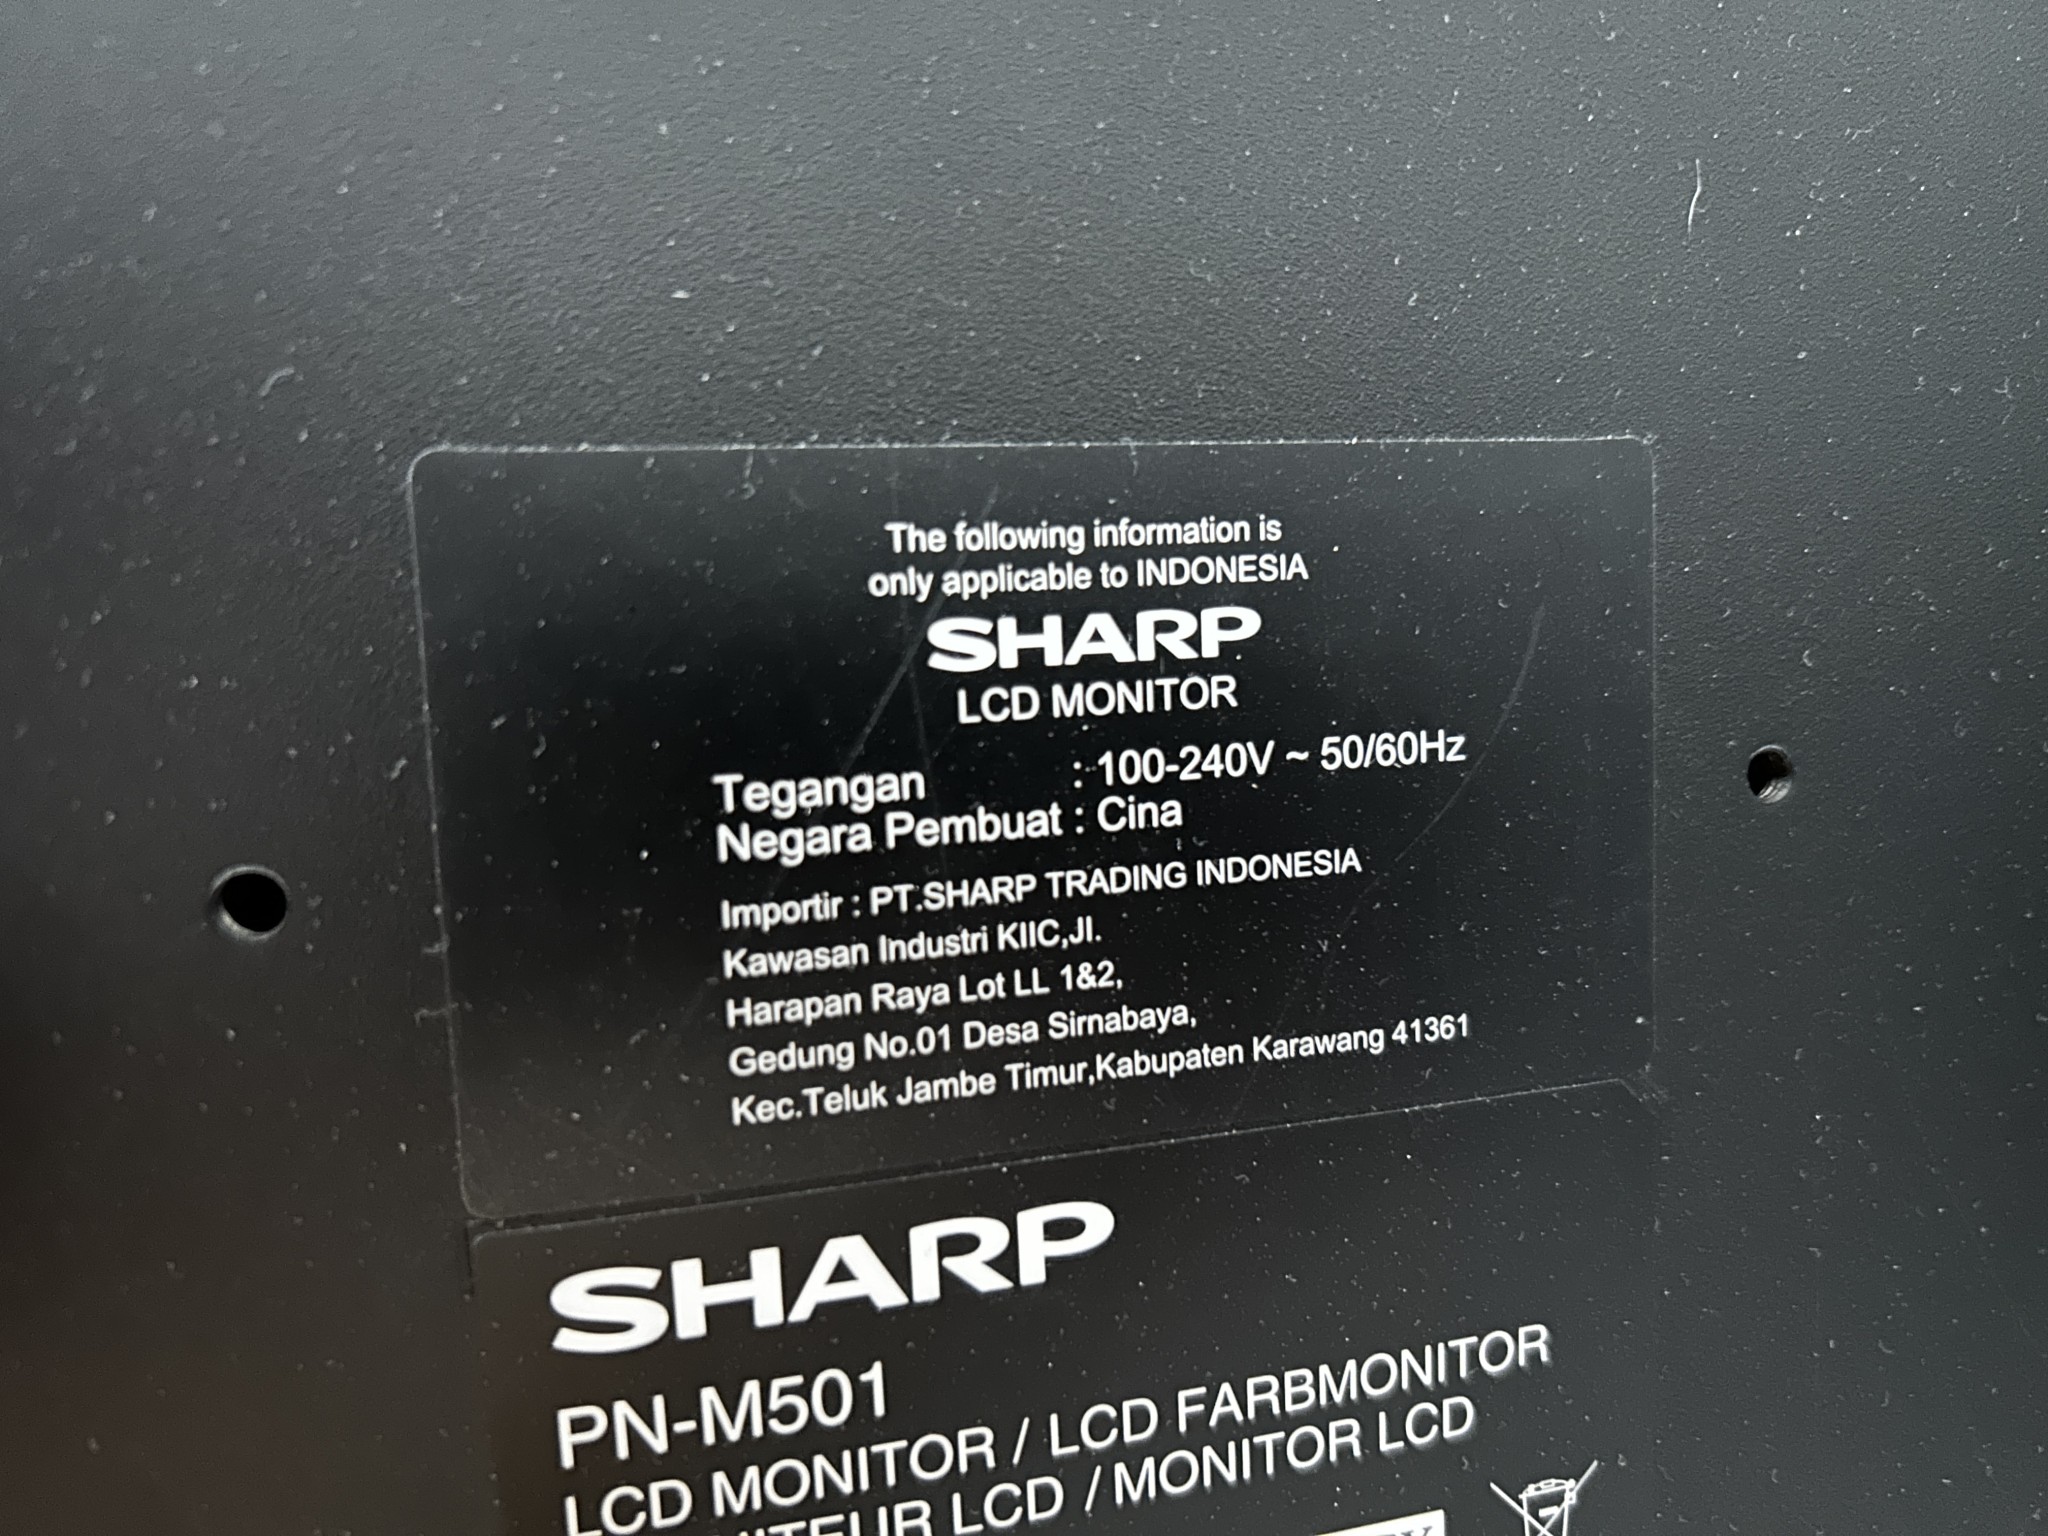 The following information is
only applicable to INDONESIA
SHARP
LCD MONITOR
Tegangan : 100-240V ~ 50/60Hz
Negara Pembuat : Cina
Importir : PT.SHARP TRADING INDONESIA
Kawasan Industri KIIC,Jl.
Harapan Raya Lot LL 1&2,
Gedung No.01 Desa Sirnabaya,
Kec.Teluk Jambe Timur,Kabupaten Karawang 41361
SHARP
PN-M501
LCD MONITOR / LCD FARBMONITOR
LCD / MONITOR LCD